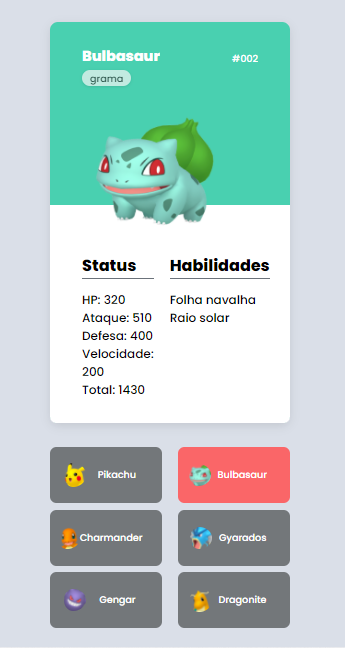 Bulbasaur
#002
grama
Status
HP: 320
Ataque: 510
Defesa: 400
Velocidade:
200
Total: 1430
Habilidades
Folha navalha
Raio solar
Pikachu
Bulbasaur
Charmander
Gyarados
Gengar
Dragonite